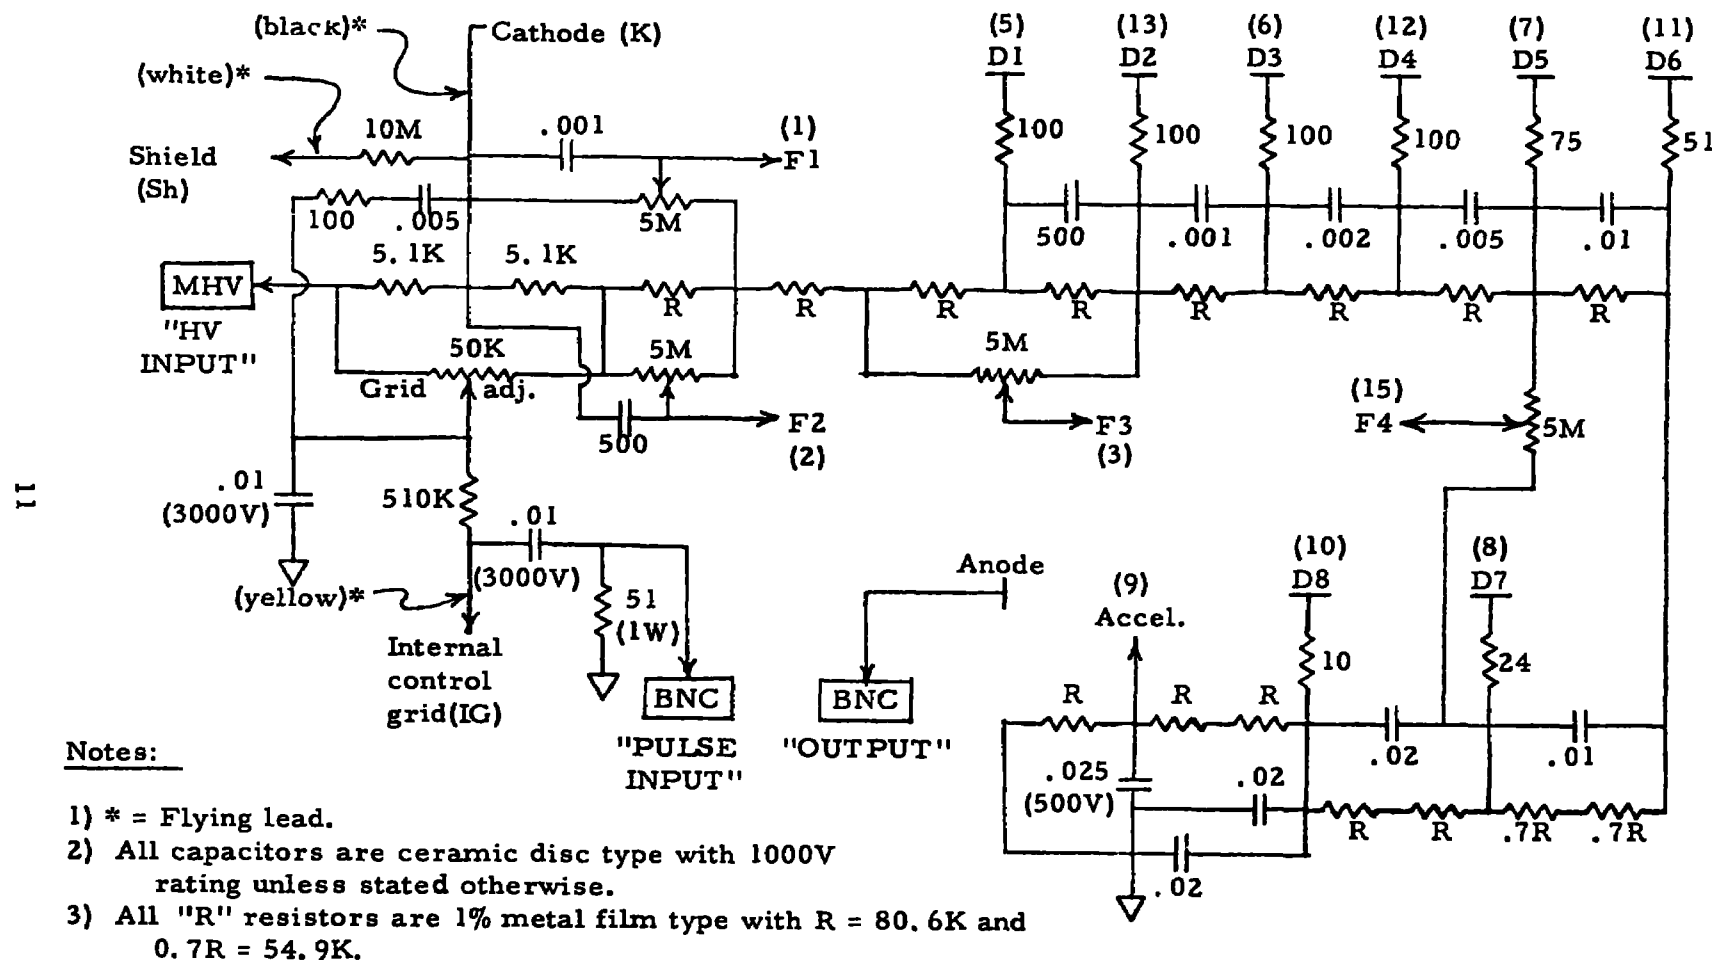 (black)*
Cathode (K)
(white)*
10M
.001
(1)
F1
Shield
(Sh)
100
.005
5M
5.1K
5.1K
MHV
"HV
INPUT"
R
R
R
R
R
R
R
R
50K
5M
Grid adj.
500
F2
(2)
5M
F3
(3)
(5)
D1
(13)
D2
(6)
D3
(12)
D4
(7)
D5
(11)
D6
100
100
100
100
75
51
500
.001
.002
.005
.01
(15)
F4
5M
.01
(3000V)
510K
.01
(3000V)
(yellow)*
51
(1W)
Internal
control
grid(IG)
BNC
"PULSE
INPUT"
Anode
BNC
"OUTPUT"
(9)
Accel.
(10)
D8
(8)
D7
10
24
R
R
R
.02
.01
.025
(500V)
.02
R
R
.7R
.7R
.02
11
Notes:
1) * = Flying lead.
2) All capacitors are ceramic disc type with 1000V
rating unless stated otherwise.
3) All "R" resistors are 1% metal film type with R = 80.6K and
0.7R = 54.9K.